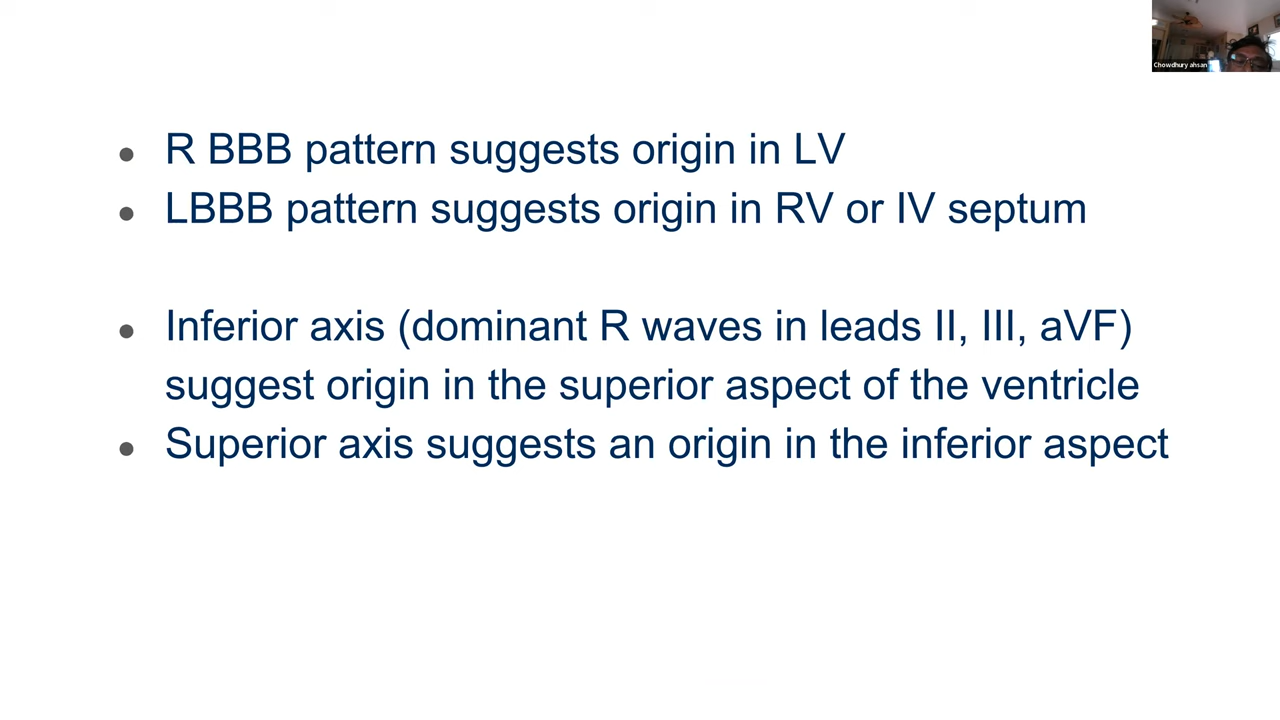 Chowdhury ahsan
● R BBB pattern suggests origin in LV
● LBBB pattern suggests origin in RV or IV septum
● Inferior axis (dominant R waves in leads II, III, aVF)
suggest origin in the superior aspect of the ventricle
● Superior axis suggests an origin in the inferior aspect